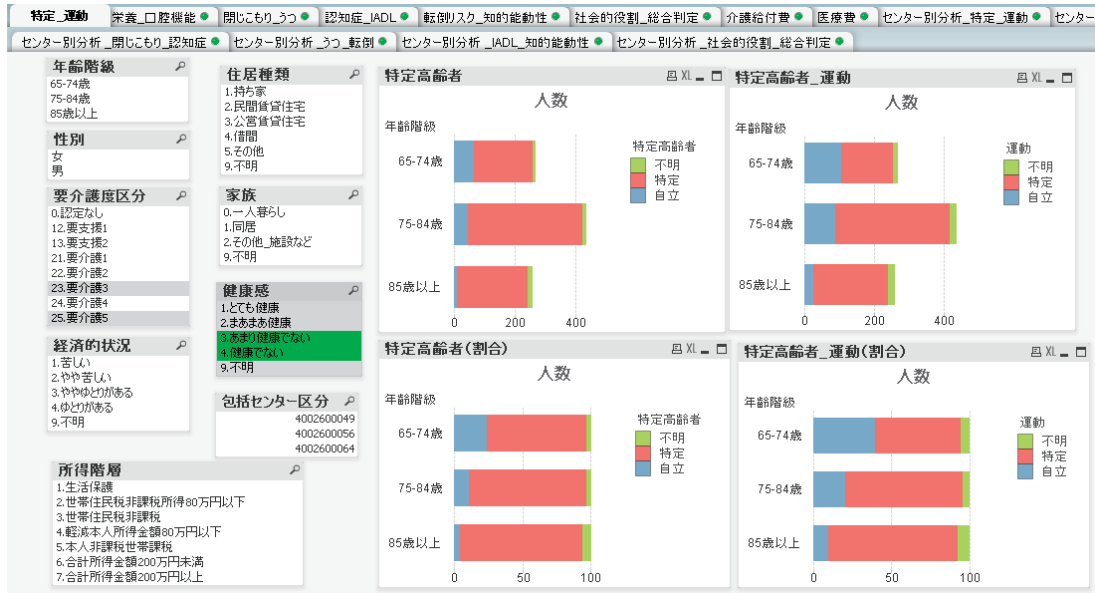 特定_運動
栄養_口腔機能
閉じこもり_うつ
認知症_IADL
転倒リスク_知的能動性
社会的役割_総合判定
介護給付費
医療費
センター別分析_特定_運動
センター
センター別分析_閉じこもり_認知症
センター別分析_うつ_転倒
センター別分析_IADL_知的能動性
センター別分析_社会的役割_総合判定
年齢階級
65-74歳
75-84歳
85歳以上
性別
女
男
要介護度区分
0.認定なし
12.要支援1
13.要支援2
21.要介護1
22.要介護2
23.要介護3
24.要介護4
25.要介護5
経済的状況
1.苦しい
2.やや苦しい
3.ややゆとりがある
4.ゆとりがある
9.不明
所得階層
1.生活保護
2.世帯住民税非課税所得80万円以下
3.世帯住民税非課税
4.軽減本人所得金額80万円以下
5.本人非課税世帯課税
6.合計所得金額200万円未満
7.合計所得金額200万円以上
住居種類
1.持ち家
2.民間賃貸住宅
3.公営賃貸住宅
4.借間
5.その他
9.不明
家族
0.一人暮らし
1.同居
2.その他_施設など
9.不明
健康感
1.とても健康
2.まあまあ健康
3.あまり健康でない
4.健康でない
9.不明
包括センター区分
4002600049
4002600056
4002600064
特定高齢者
XL
人数
年齢階級
65-74歳
75-84歳
85歳以上
0 200 400
特定高齢者
不明
特定
自立
特定高齢者_運動
XL
人数
年齢階級
65-74歳
75-84歳
85歳以上
0 200 400
運動
不明
特定
自立
特定高齢者(割合)
XL
人数
年齢階級
65-74歳
75-84歳
85歳以上
0 50 100
特定高齢者
不明
特定
自立
特定高齢者_運動(割合)
XL
人数
年齢階級
65-74歳
75-84歳
85歳以上
0 50 100
運動
不明
特定
自立